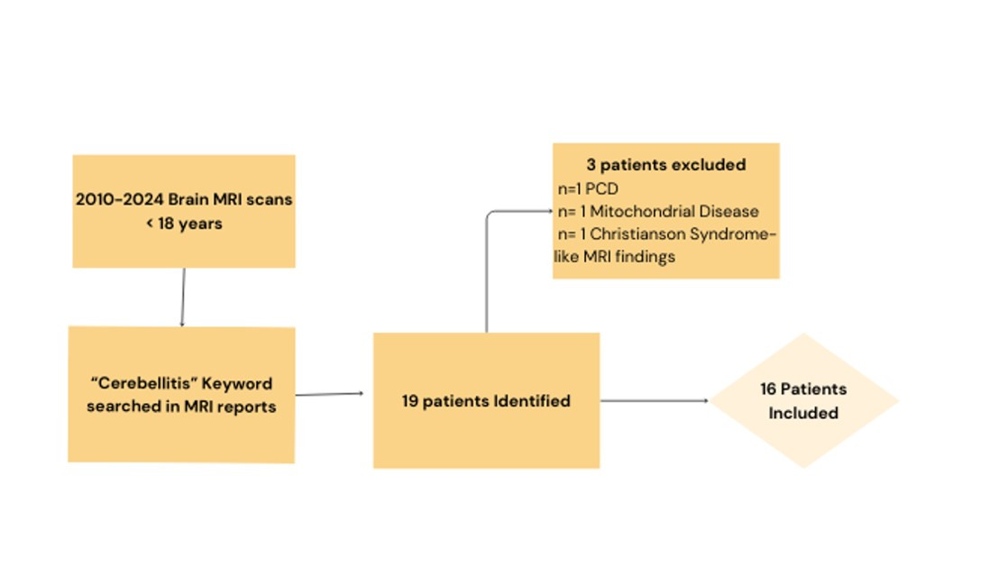 2010-2024 Brain MRI scans
< 18 years
“Cerebellitis” Keyword
searched in MRI reports
19 patients Identified
3 patients excluded
n=1 PCD
n= 1 Mitochondrial Disease
n= 1 Christianson Syndrome-
like MRI findings
16 Patients
Included